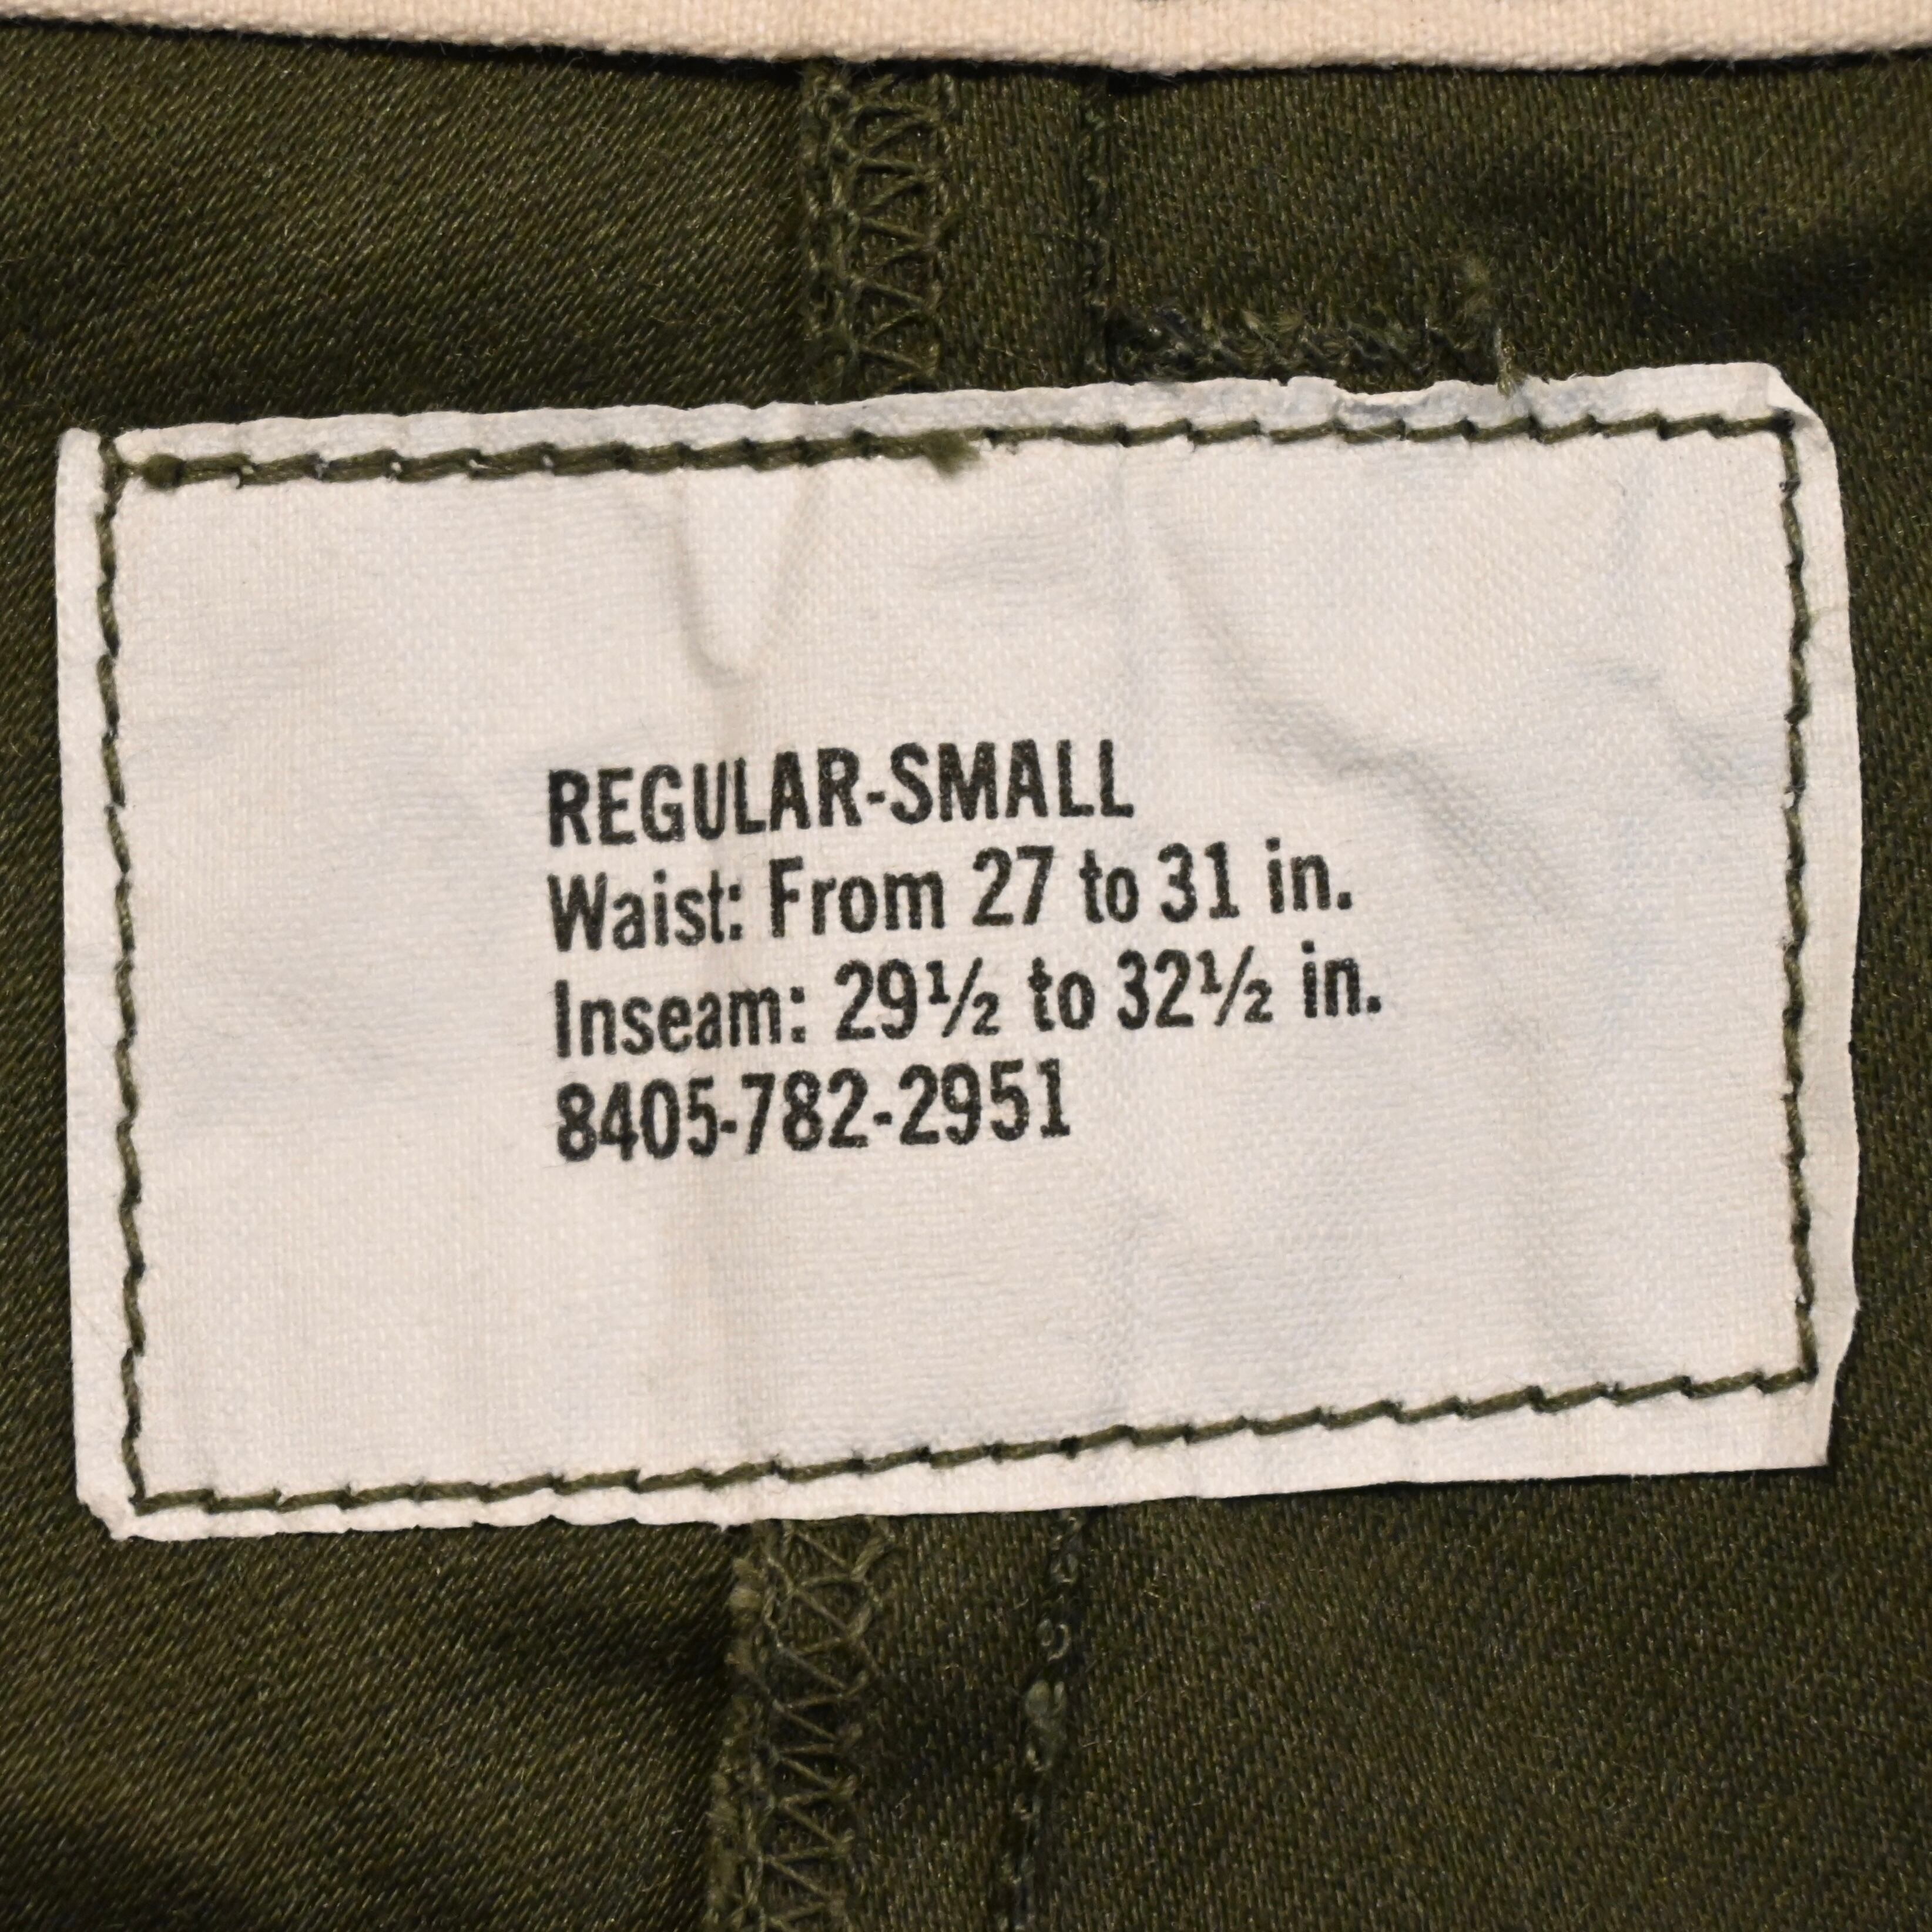 REGULAR-SMALL
Waist: From 27 to 31 in.
Inseam: 29½ to 32½ in.
8405-782-2951